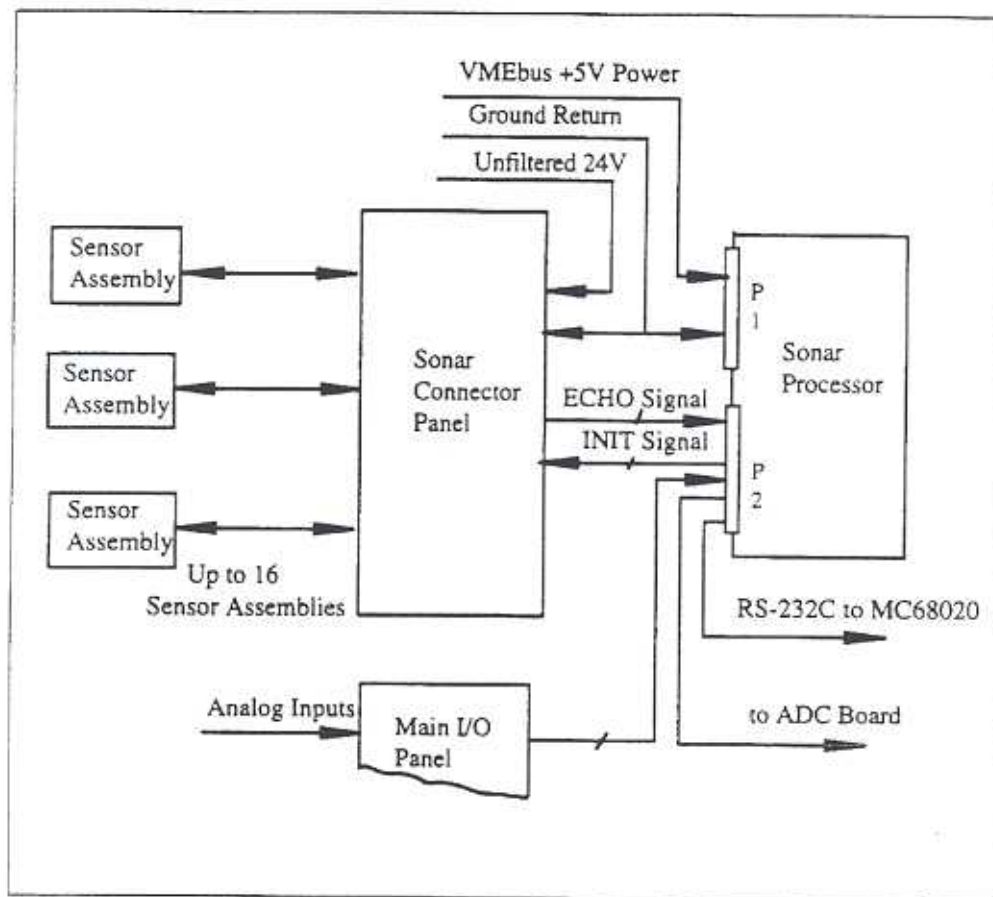 VMEbus +5V Power
Ground Return
Unfiltered 24V
Sensor
Assembly
Sensor
Assembly
Sensor
Assembly
Up to 16
Sensor Assemblies
Sonar
Connector
Panel
P
1
Sonar
Processor
ECHO Signal
INIT Signal
P
2
RS-232C to MC68020
Analog Inputs
Main I/O
Panel
to ADC Board